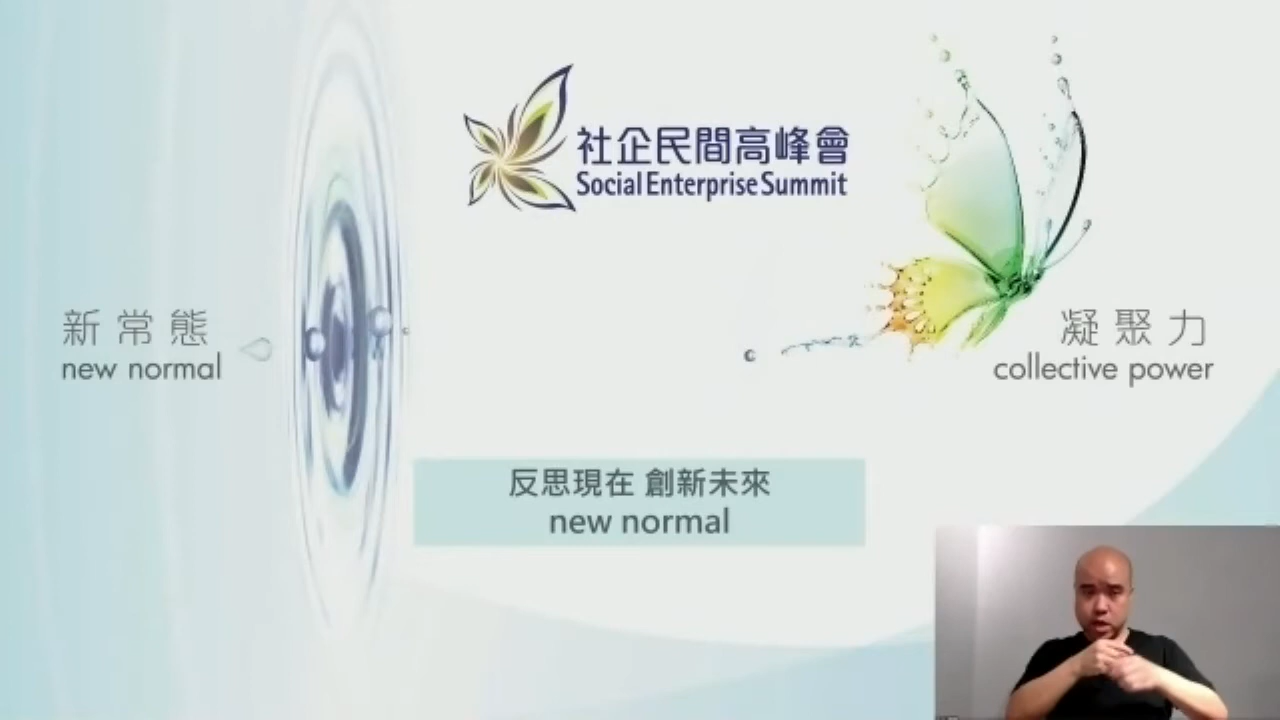 社企民間高峰會
Social Enterprise Summit
新常態
new normal
凝聚力
collective power
反思現在 創新未來
new normal